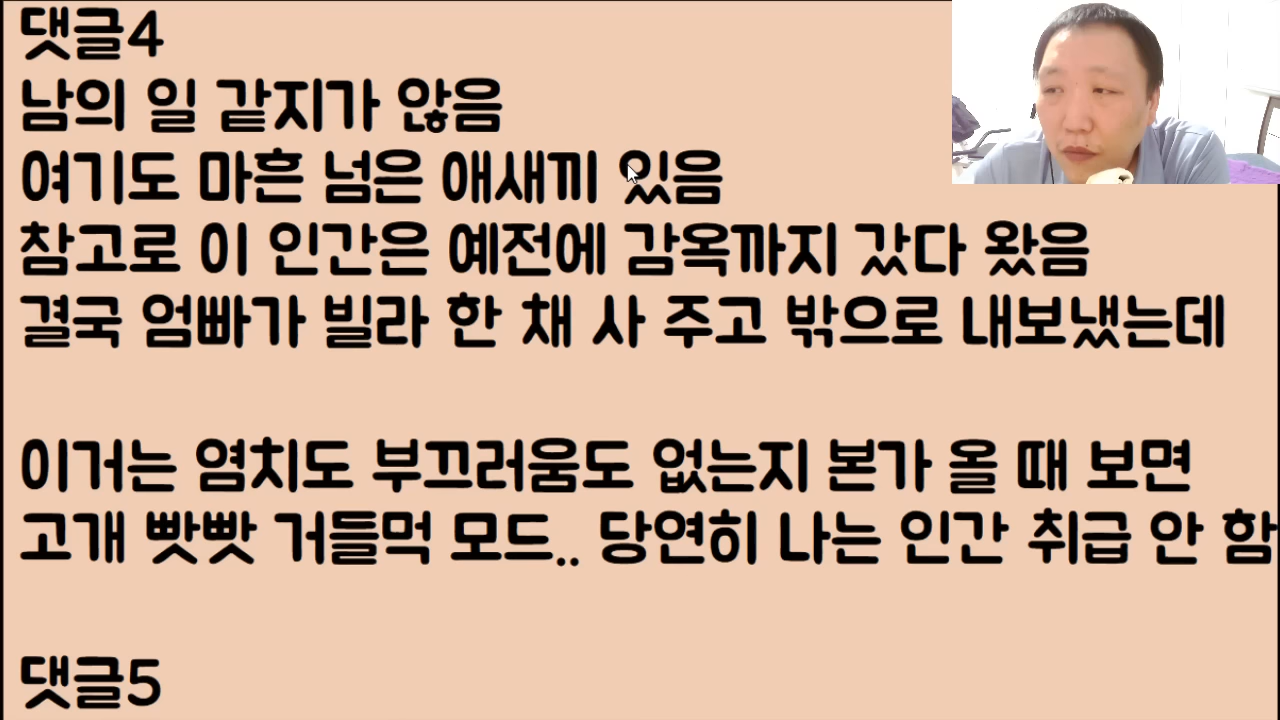 댓글4
남의 일 같지가 않음
여기도 마흔 넘은 애새끼 있음
참고로 이 인간은 예전에 감옥까지 갔다 왔음
결국 엄빠가 빌라 한 채 사 주고 밖으로 내보냈는데
이거는 염치도 부끄러움도 없는지 본가 올 때 보면
고개 빳빳 거들먹 모드.. 당연히 나는 인간 취급 안 함
댓글5